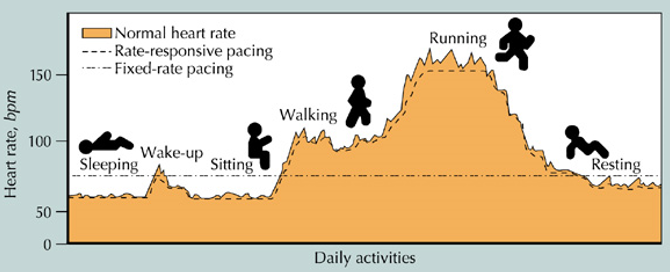 Normal heart rate
Rate-responsive pacing
Fixed-rate pacing
Running
Walking
Sleeping
Wake-up
Sitting
Resting
150
100
50
0
Heart rate, bpm
Daily activities